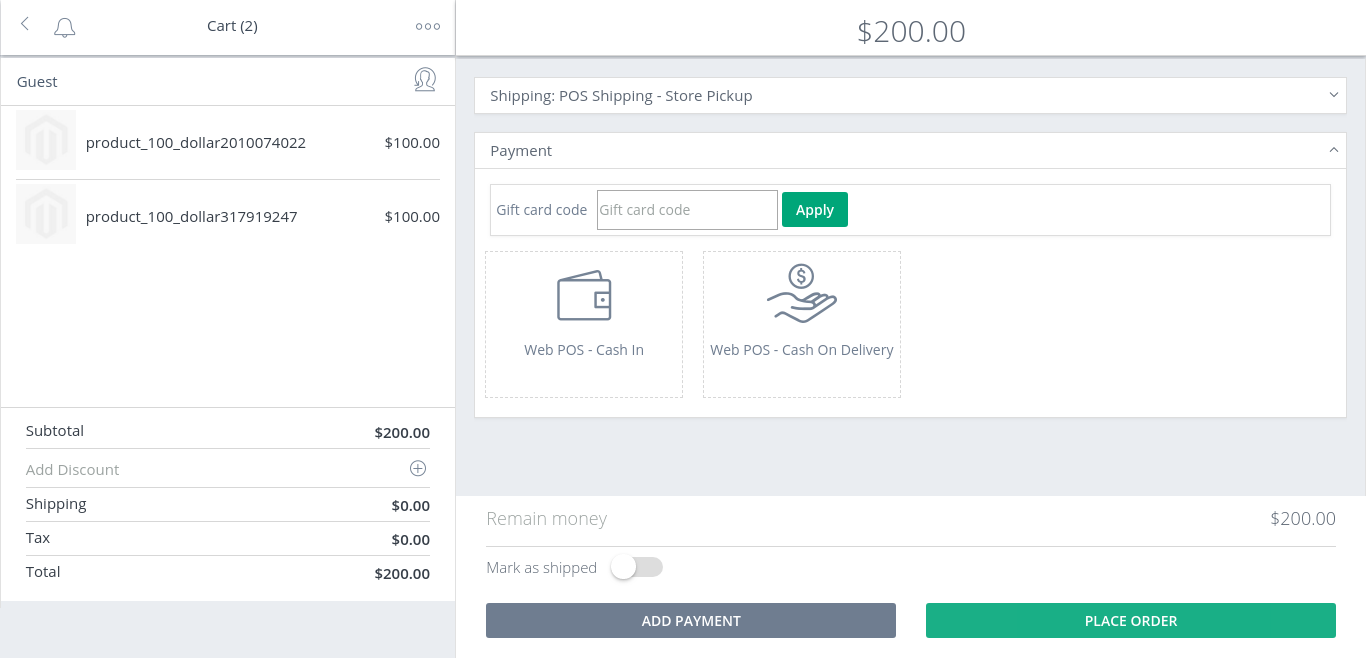 Cart (2)
Guest
product_100_dollar2010074022 $100.00
product_100_dollar317919247 $100.00
Subtotal $200.00
Add Discount
Shipping $0.00
Tax $0.00
Total $200.00
$200.00
Shipping: POS Shipping - Store Pickup
Payment
Gift card code Gift card code Apply
$
Web POS - Cash In Web POS - Cash On Delivery
Remain money $200.00
Mark as shipped
ADD PAYMENT PLACE ORDER